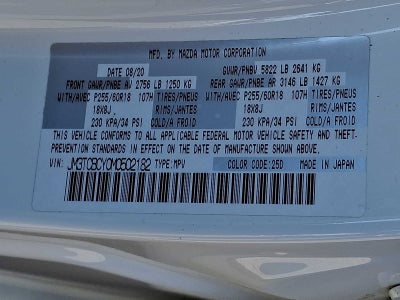 MFD. BY MAZDA MOTOR CORPORATION
DATE 08/20 GVWR/PNBV 5822 LB 2641 KG
FRONT GAWR/PNBE AV 2756 LB 1250 KG REAR GAWR/PNBE AR 3146 LB 1427 KG
WITH/AVEC P255/60R18 107H TIRES/PNEUS WITH/AVEC P255/60R18 107H TIRES/PNEUS
18X8J, RIMS/JANTES 18X8J, RIMS/JANTES
230 KPA/34 PSI COLD/A FROID 230 KPA/34 PSI COLD/A FROID
THIS VEHICLE CONFORMS TO ALL APPLICABLE FEDERAL MOTOR VEHICLE SAFETY AND THEFT-
PREVENTION STANDARDS IN EFFECT ON THE DATE OF MANUFACTURE SHOWN ABOVE.
VIN: JM3TCBCY0M0502182 TYPE:MPV COLOR CODE:25D MADE IN JAPAN